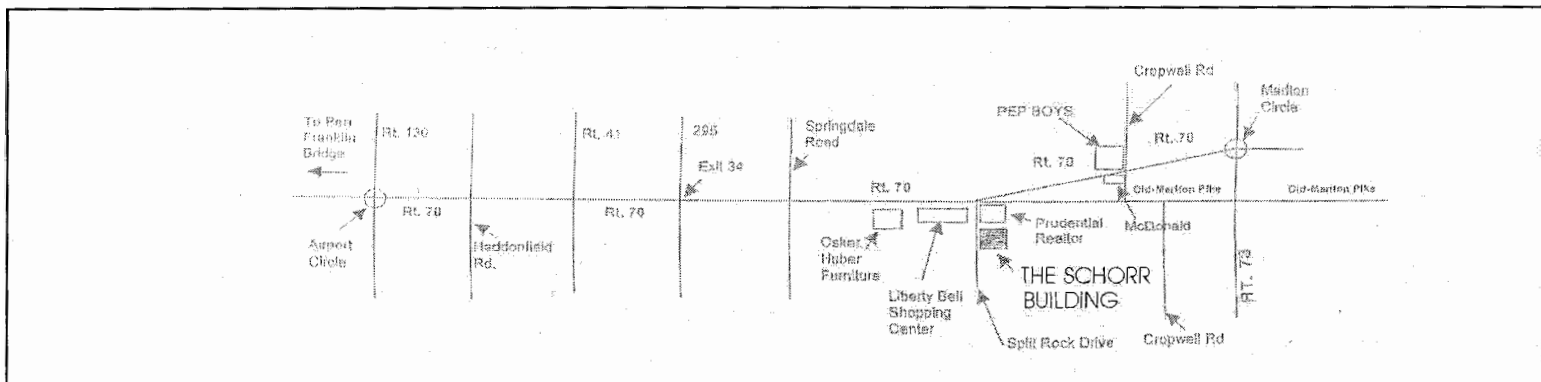 Cropwell Rd
Marlton
Circle
PEP BOYS
To Ben
Franklin
Bridge
Rt. 130
Rt. 41
295
Springdale
Road
Rt. 70
Rt. 70
Exit 34
Rt. 70
Old-Marlton Pike
Old-Marlton Pike
Rt. 70
Rt. 70
Airport
Circle
Haddonfield
Rd.
Osker
Huber
Furniture
Prudential
Realtor
McDonald
THE SCHORR
BUILDING
RT. 73
Liberty Bell
Shopping
Center
Split Rock Drive
Cropwell Rd